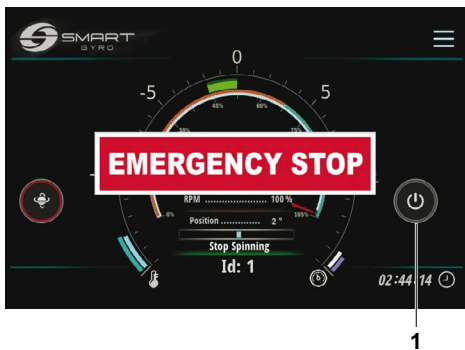 SMART
GYRO
0
-5
5
45%
60%
30%
75%
EMERGENCY STOP
RPM ..................... 100 %
0%
105%
Position ............. 2 °
Stop Spinning
Id: 1
02:44:14
1